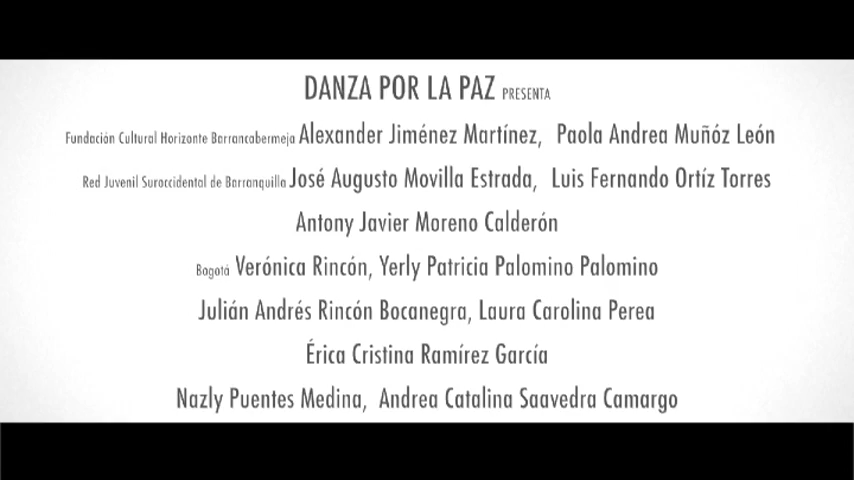 DANZA POR LA PAZ PRESENTA
Fundación Cultural Horizonte Barrancabermeja Alexander Jiménez Martínez, Paola Andrea Muñóz León
Red Juvenil Suroccidental de Barranquilla José Augusto Movilla Estrada, Luis Fernando Ortíz Torres
Antony Javier Moreno Calderón
Bogotá Verónica Rincón, Yerly Patricia Palomino Palomino
Julián Andrés Rincón Bocanegra, Laura Carolina Perea
Érica Cristina Ramírez García
Nazly Puentes Medina, Andrea Catalina Saavedra Camargo